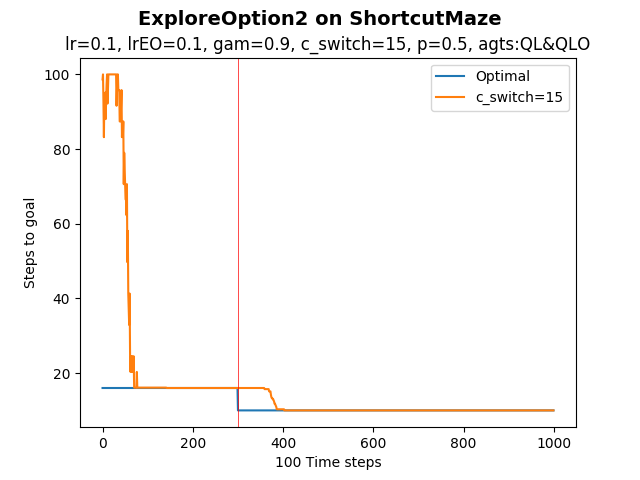 ExploreOption2 on ShortcutMaze
lr=0.1, lrEO=0.1, gam=0.9, c_switch=15, p=0.5, agts:QL&QLO
Optimal
c_switch=15
Steps to goal
100
80
60
40
20
0
200
400
600
800
1000
100 Time steps